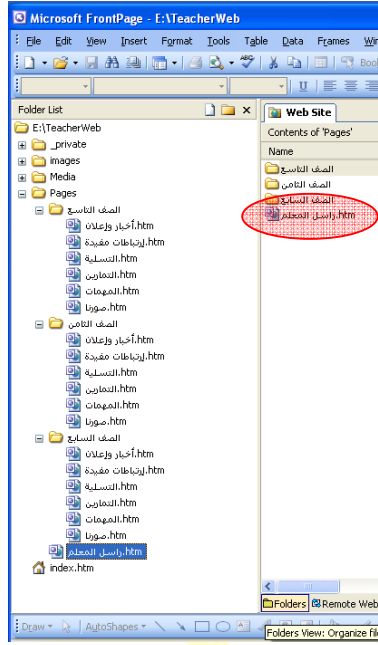 Microsoft FrontPage - E:\TeacherWeb
File Edit View Insert Format Tools Table Data Frames
Folder List
Web Site
E:\TeacherWeb
Contents of 'Pages'
_private
Name
images
الصف التاسع
Media
الصف الثامن
Pages
الصف السابع
الصف التاسع
راسل المعلم.htm
أخبار وإعلان.htm
إرتباطات مفيدة.htm
التسلية.htm
التمارين.htm
المهمات.htm
صورنا.htm
الصف الثامن
أخبار وإعلان.htm
إرتباطات مفيدة.htm
التسلية.htm
التمارين.htm
المهمات.htm
صورنا.htm
الصف السابع
أخبار وإعلان.htm
إرتباطات مفيدة.htm
التسلية.htm
التمارين.htm
المهمات.htm
صورنا.htm
راسل المعلم.htm
index.htm
Folders Remote Web
Draw AutoShapes
Folders View: Organize